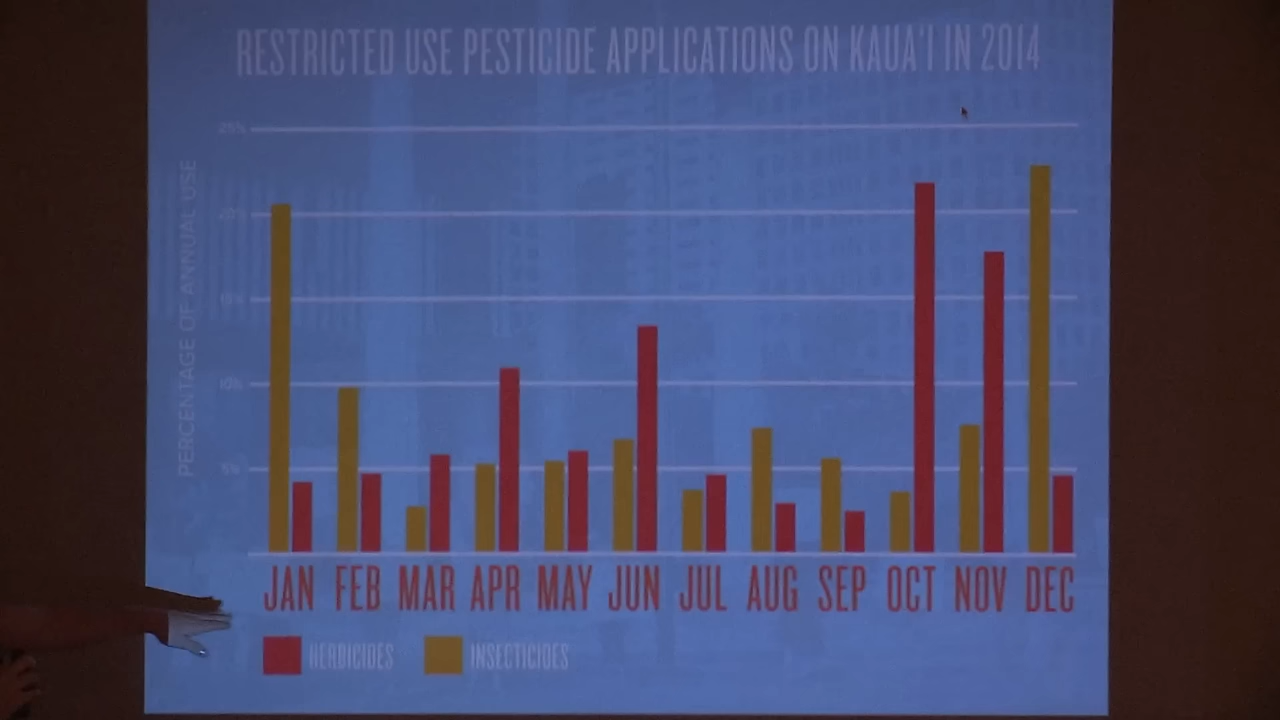 RESTRICTED USE PESTICIDE APPLICATIONS ON KAUA'I IN 2014
PERCENTAGE OF ANNUAL USE
25%
20%
15%
10%
5%
JAN FEB MAR APR MAY JUN JUL AUG SEP OCT NOV DEC
HERBICIDES INSECTICIDES